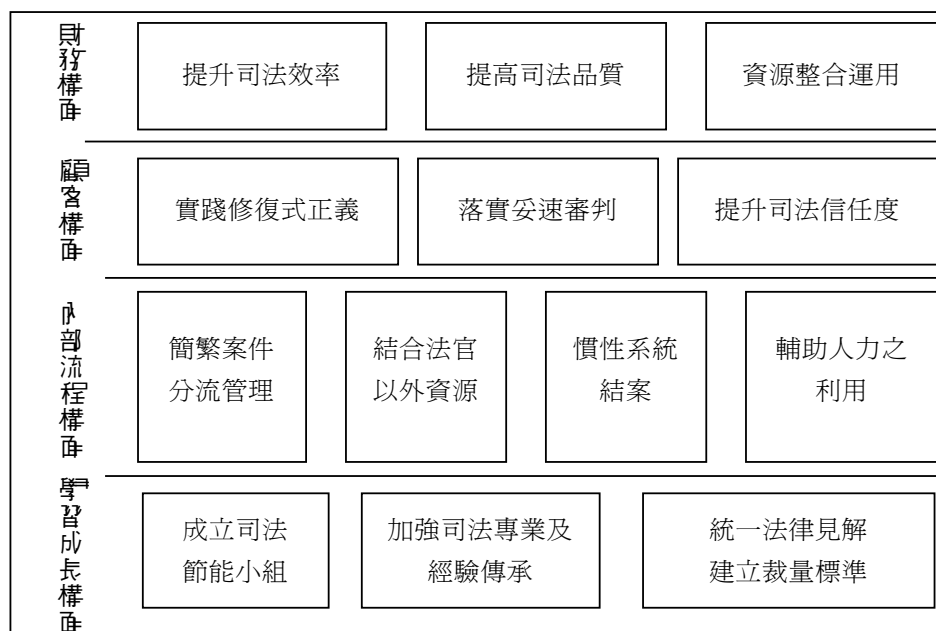 財務構面
提升司法效率
提高司法品質
資源整合運用
顧客構面
實踐修復式正義
落實妥速審判
提升司法信任度
內部流程構面
簡繁案件
分流管理
結合法官
以外資源
慣性系統
結案
輔助人力之
利用
學習成長構面
成立司法
節能小組
加強司法專業及
經驗傳承
統一法律見解
建立裁量標準